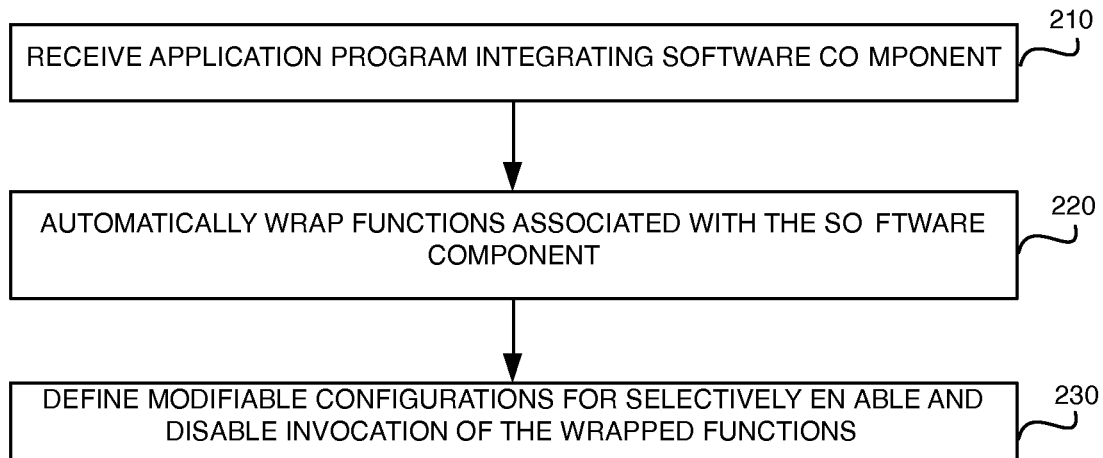 210
RECEIVE APPLICATION PROGRAM INTEGRATING SOFTWARE CO MPONENT
220
AUTOMATICALLY WRAP FUNCTIONS ASSOCIATED WITH THE SO FTWARE
COMPONENT
230
DEFINE MODIFIABLE CONFIGURATIONS FOR SELECTIVELY EN ABLE AND
DISABLE INVOCATION OF THE WRAPPED FUNCTIONS